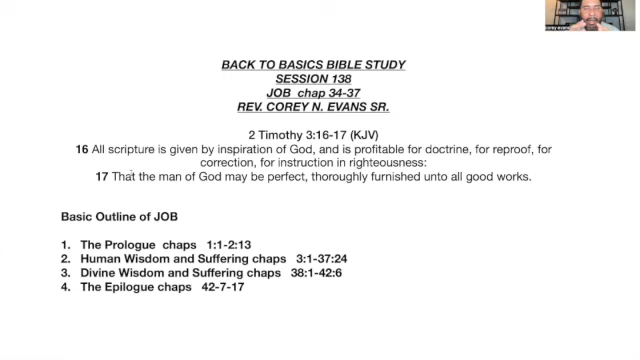 corey evans
BACK TO BASICS BIBLE STUDY
SESSION 138
JOB chap 34-37
REV. COREY N. EVANS SR.
2 Timothy 3:16-17 (KJV)
16 All scripture is given by inspiration of God, and is profitable for doctrine, for reproof, for
correction, for instruction in righteousness:
17 That the man of God may be perfect, thoroughly furnished unto all good works.
Basic Outline of JOB
1. The Prologue chaps 1:1-2:13
2. Human Wisdom and Suffering chaps 3:1-37:24
3. Divine Wisdom and Suffering chaps 38:1-42:6
4. The Epilogue chaps 42-7-17